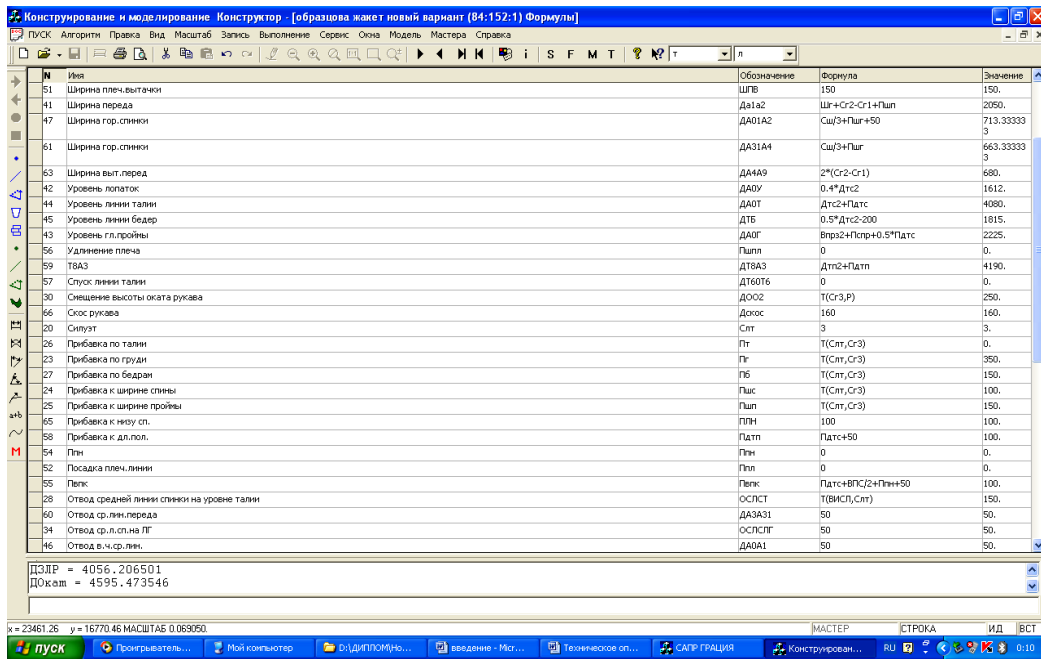 Конструирование и моделирование Конструктор - [образцова жакет новый вариант (84:152:1) Формулы]
ПУСК Алгоритм Правка Вид Масштаб Запись Выполнение Сервис Окна Модель Мастера Справка
i S F M T т л
N Имя Обозначение Формула Значение
51 Ширина плеч.вытачки ШПВ 150 150.
41 Ширина переда Да1а2 Шг+Сг2-Сг1+Пшп 2050.
47 Ширина гор.спинки ДА01А2 Сш/3+Пшг+50 713.333333
61 Ширина гор.спинки ДА31А4 Сш/3+Пшг 663.333333
63 Ширина выт.перед ДА4А9 2*(Сг2-Сг1) 680.
42 Уровень лопаток ДА0У 0.4*Дтс2 1612.
44 Уровень линии талии ДА0Т Дтс2+Пдтс 4080.
45 Уровень линии бедер ДТБ 0.5*Дтс2-200 1815.
43 Уровень гл.проймы ДА0Г Впрз2+Пспр+0.5*Пдтс 2225.
56 Удлинение плеча Пшпл 0 0.
59 Т8А3 ДТ8А3 Дтп2+Пдтп 4190.
57 Спуск линии талии ДТ60Т6 0 0.
30 Смещение высоты оката рукава ДОО2 Т(Сг3,Р) 250.
66 Скос рукава Дскос 160 160.
20 Силуэт Слт 3 3.
26 Прибавка по талии Пт Т(Слт,Сг3) 0.
23 Прибавка по груди Пг Т(Слт,Сг3) 350.
27 Прибавка по бедрам Пб Т(Слт,Сг3) 150.
24 Прибавка к ширине спины Пшс Т(Слт,Сг3) 100.
25 Прибавка к ширине проймы Пшп Т(Слт,Сг3) 150.
65 Прибавка к низу сп. ПЛН 100 100.
58 Прибавка к дл.пол. Пдтп Пдтс+50 100.
54 Ппн Ппн 0 0.
52 Посадка плеч.линии Ппл 0 0.
55 Пвпк Пвпк Пдтс+ВПС/2+Ппн+50 100.
28 Отвод средней линии спинки на уровне талии ОСЛСТ Т(ВИСЛ,Слт) 150.
60 Отвод ср.лин.переда ДА3А31 50 50.
34 Отвод ср.л.сп.на ЛГ ОСЛСЛГ 50 50.
46 Отвод в.ч.ср.лин. ДА0А1 50 50.
a+b
M
ДЗЛР = 4056.206501
ДОкат = 4595.473546
x = 23461.26 y = 16770.46 МАСШТАБ 0.069050. МАСТЕР СТРОКА ИД ВСТ
пуск Проигрыватель... Мой компьютер D:\ДИПЛОМ\Но... введение - Micr... Техническое оп... САПР ГРАЦИЯ Конструирован... RU 0:10